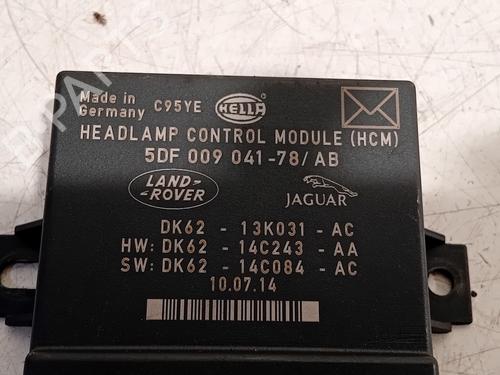 Made in
Germany C95YE HELLA
HEADLAMP CONTROL MODULE (HCM)
5DF 009 041-78/AB
LAND-
ROVER
JAGUAR
DK62 - 13K031 - AC
HW: DK62 - 14C243 - AA
SW: DK62 - 14C084 - AC
10.07.14